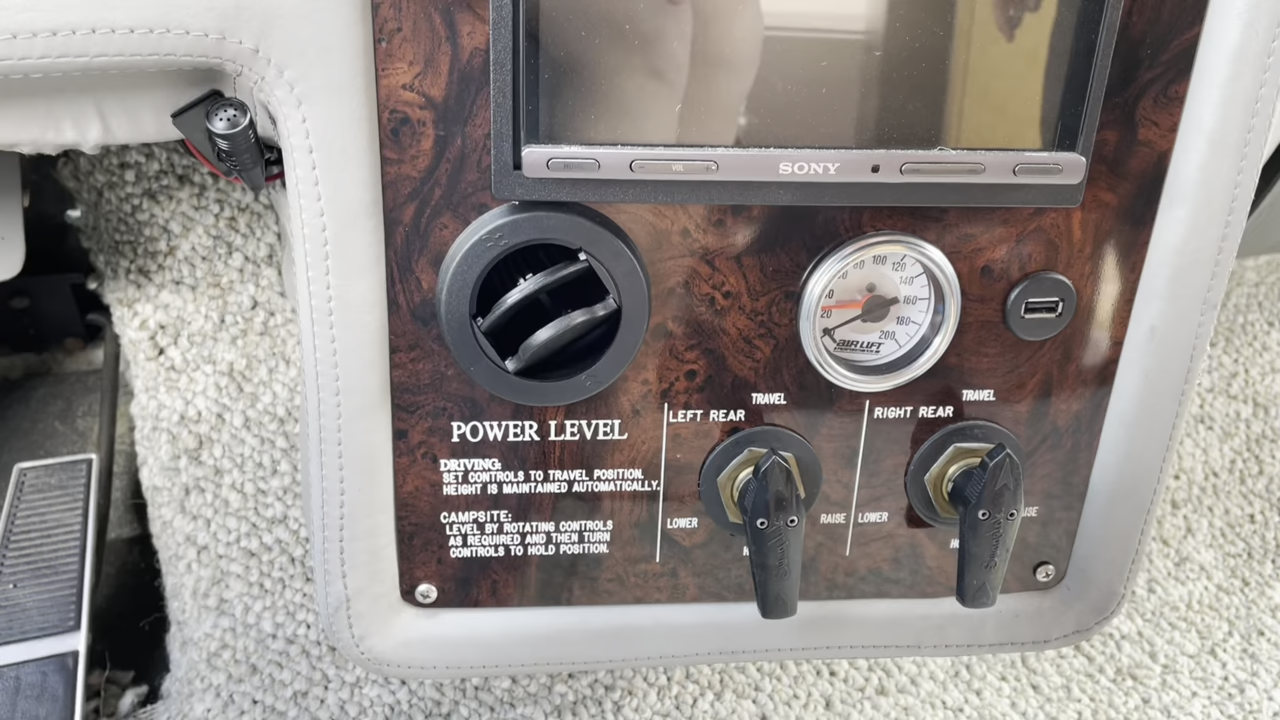 VOL
SONY
80 100 120
140
160
180
200
20
AIR LIFT
PERFORMANCE
POWER LEVEL
DRIVING:
SET CONTROLS TO TRAVEL POSITION.
HEIGHT IS MAINTAINED AUTOMATICALLY.
CAMPSITE:
LEVEL BY ROTATING CONTROLS
AS REQUIRED AND THEN TURN
CONTROLS TO HOLD POSITION.
TRAVEL
LEFT REAR
LOWER
RAISE
TRAVEL
RIGHT REAR
LOWER